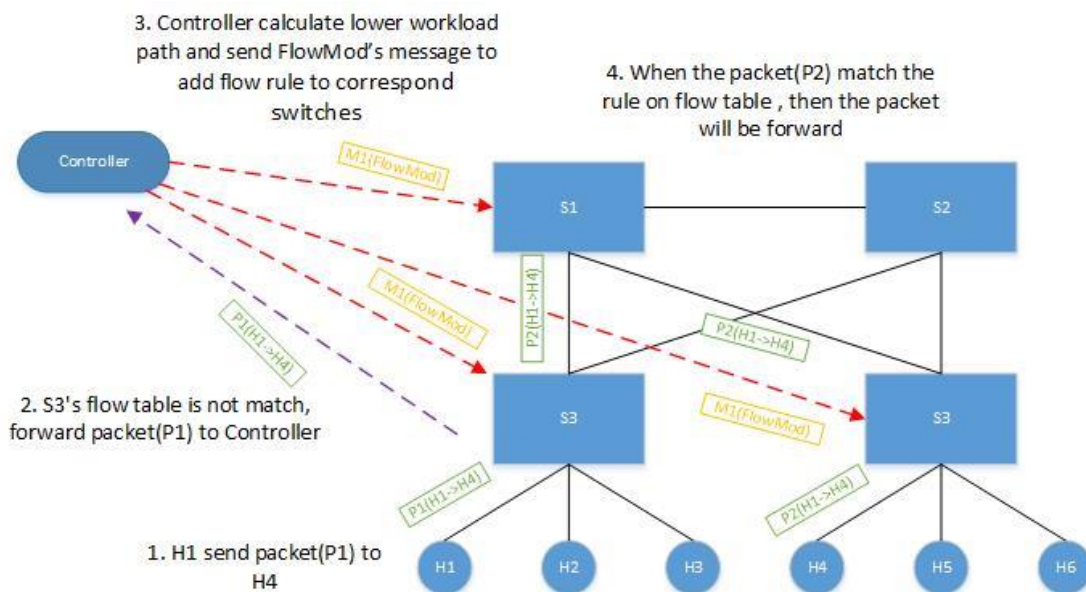 3. Controller calculate lower workload
path and send FlowMod's message to
add flow rule to correspond
switches
4. When the packet(P2) match the
rule on flow table , then the packet
will be forward
Controller
M1(FlowMod)
S1
S2
P2(H1->H4)
M1(FlowMod)
P1(H1->H4)
P2(H1->H4)
2. S3's flow table is not match,
forward packet(P1) to Controller
S3
M1(FlowMod)
S3
P1(H1->H4)
P2(H1->H4)
1. H1 send packet(P1) to
H4
H1
H2
H3
H4
H5
H6